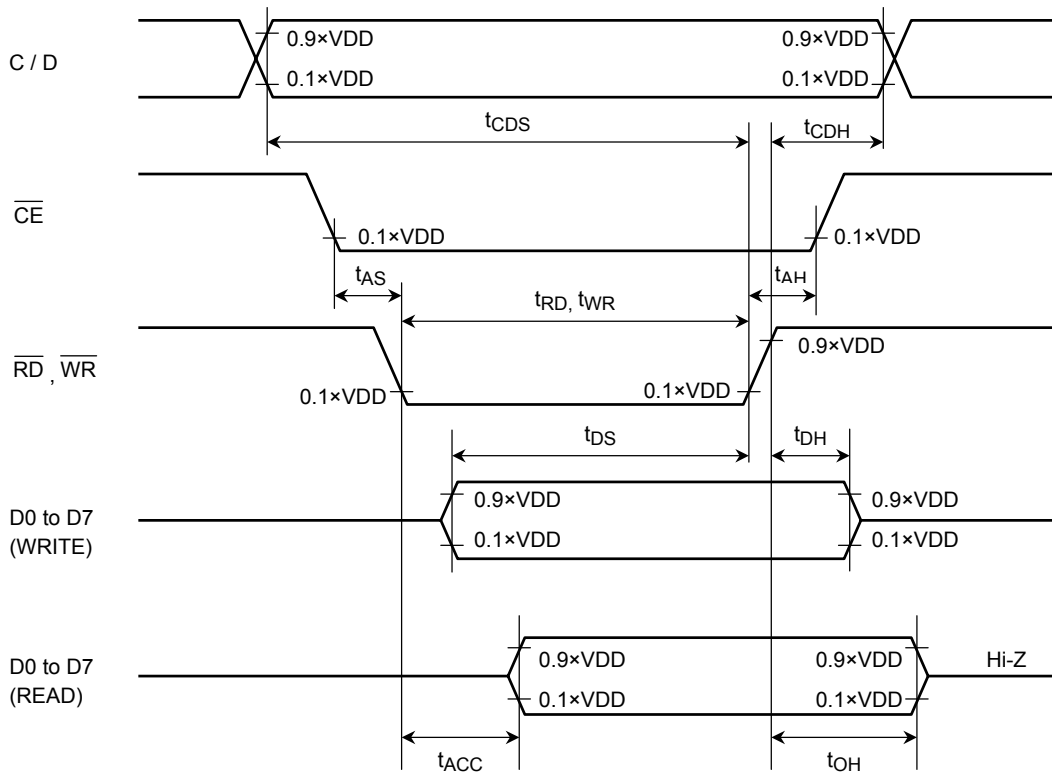 C / D
0.9×VDD 0.9×VDD
0.1×VDD 0.1×VDD
tCDS tCDH
CE
0.1×VDD 0.1×VDD
tAS tRD, tWR tAH
RD , WR
0.9×VDD
0.1×VDD 0.1×VDD
tDS tDH
D0 to D7
(WRITE)
0.9×VDD 0.9×VDD
0.1×VDD 0.1×VDD
D0 to D7
(READ)
0.9×VDD 0.9×VDD Hi-Z
0.1×VDD 0.1×VDD
tACC tOH